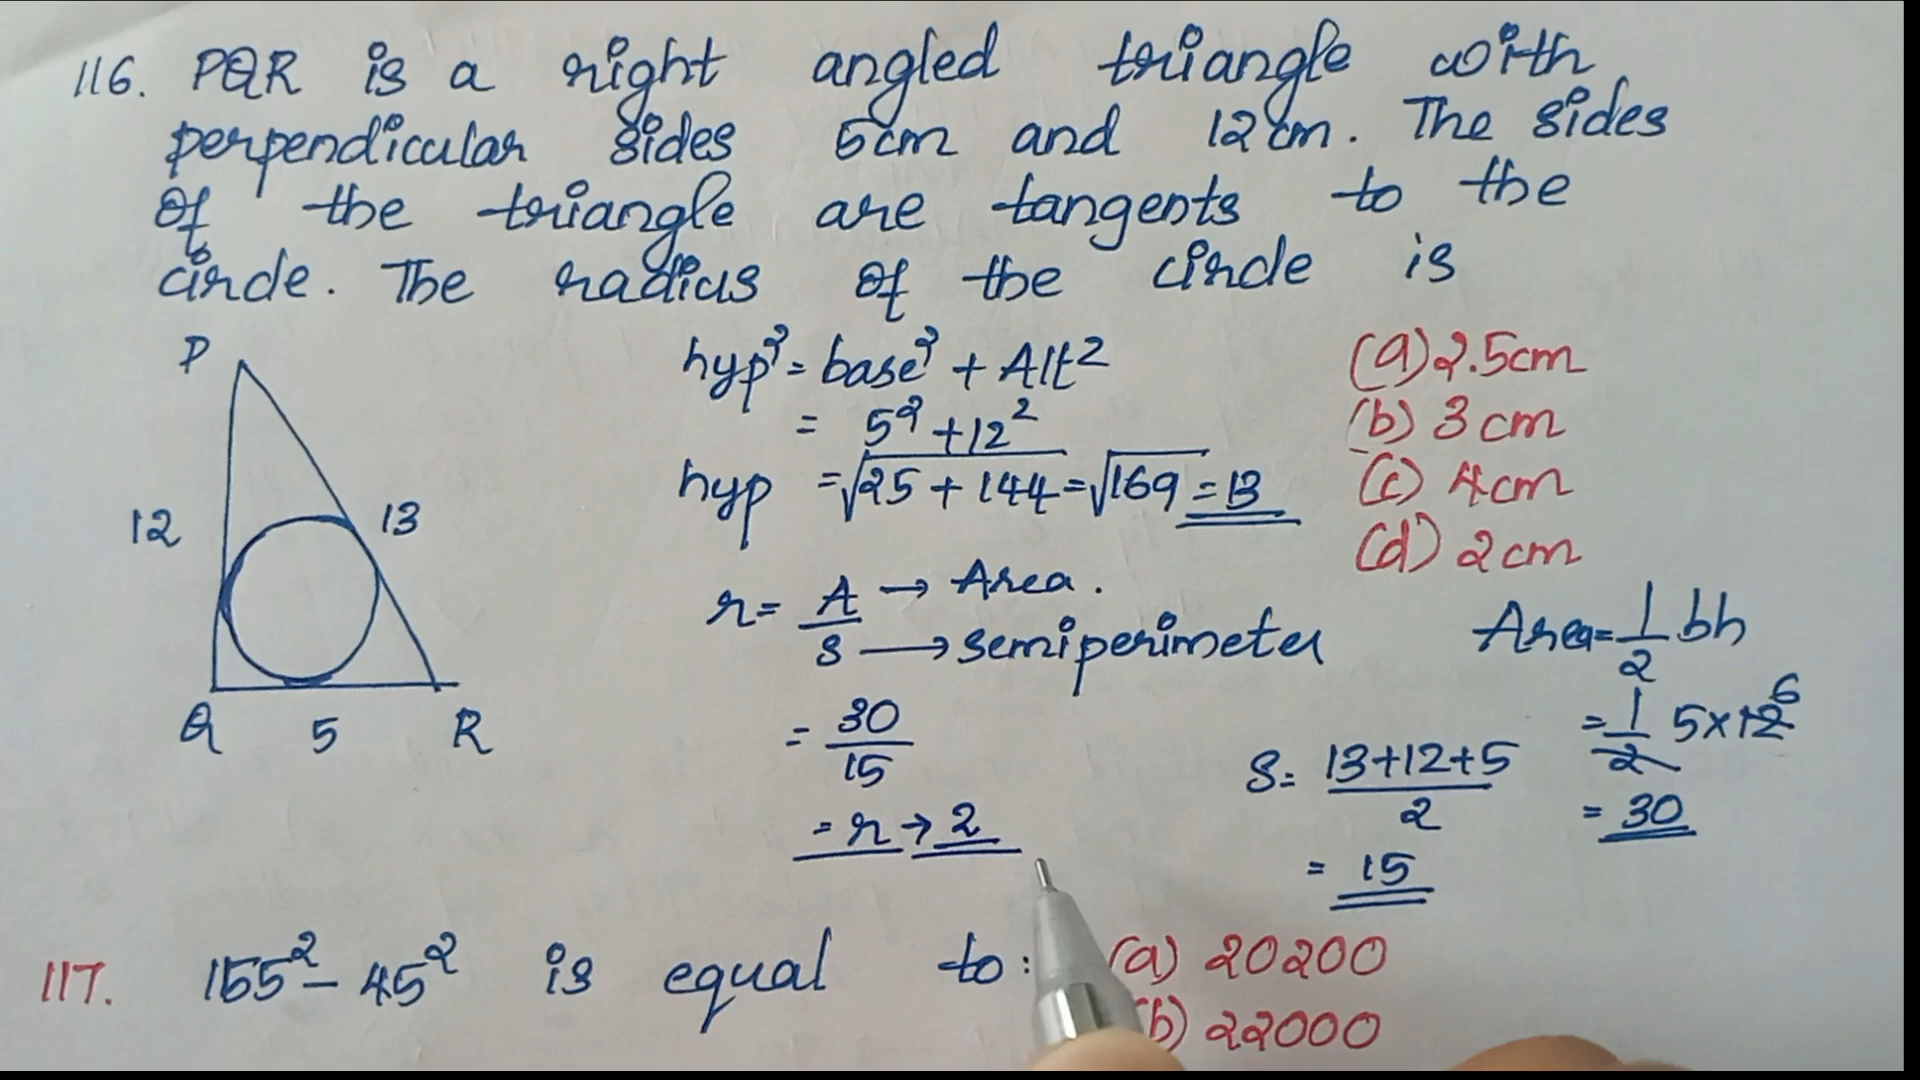 116. PQR is a right angled triangle with
perpendicular sides 5cm and 12cm. The sides
of the triangle are tangents to the
circle. The radius of the circle is
P
12
13
Q 5 R
hyp² = base² + Alt²
= 5² + 12²
hyp = √25 + 144 = √169 = 13
r = A/s → Area.
→ semiperimeter
= 30/15
= r → 2
(a) 2.5cm
(b) 3 cm
(c) 4cm
(d) 2cm
Area = 1/2 bh
= 1/2 5×12 6
= 30
S = 13+12+5/2
= 15
117. 155² - 45² is equal to: (a) 20200
(b) 22000